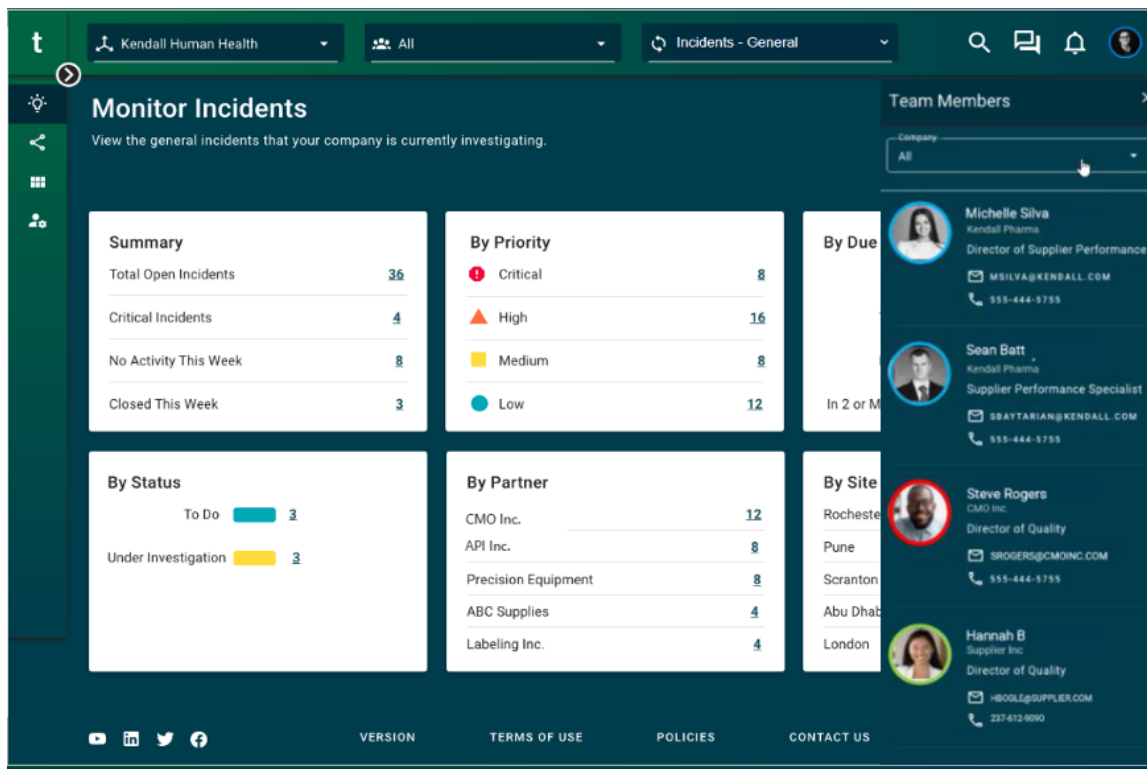 t
Kendall Human Health
All
Incidents - General
Monitor Incidents
View the general incidents that your company is currently investigating.
Summary
Total Open Incidents 36
Critical Incidents 4
No Activity This Week 8
Closed This Week 3
By Priority
Critical 8
High 16
Medium 8
Low 12
By Due
In 2 or M
By Status
To Do 3
Under Investigation 3
By Partner
CMO Inc. 12
API Inc. 8
Precision Equipment 8
ABC Supplies 4
Labeling Inc. 4
By Site
Rocheste
Pune
Scranton
Abu Dhab
London
Team Members
Company
All
Michelle Silva
Kendall Pharma
Director of Supplier Performance
MSILVA@KENDALL.COM
555-444-5755
Sean Batt
Kendall Pharma
Supplier Performance Specialist
SBAYTARIAN@KENDALL.COM
555-444-5755
Steve Rogers
CMO Inc.
Director of Quality
SROGERS@CMOINC.COM
555-444-5755
Hannah B
Supplier Inc
Director of Quality
HBOGLE@SUPPLIER.COM
237-612-9090
VERSION
TERMS OF USE
POLICIES
CONTACT US